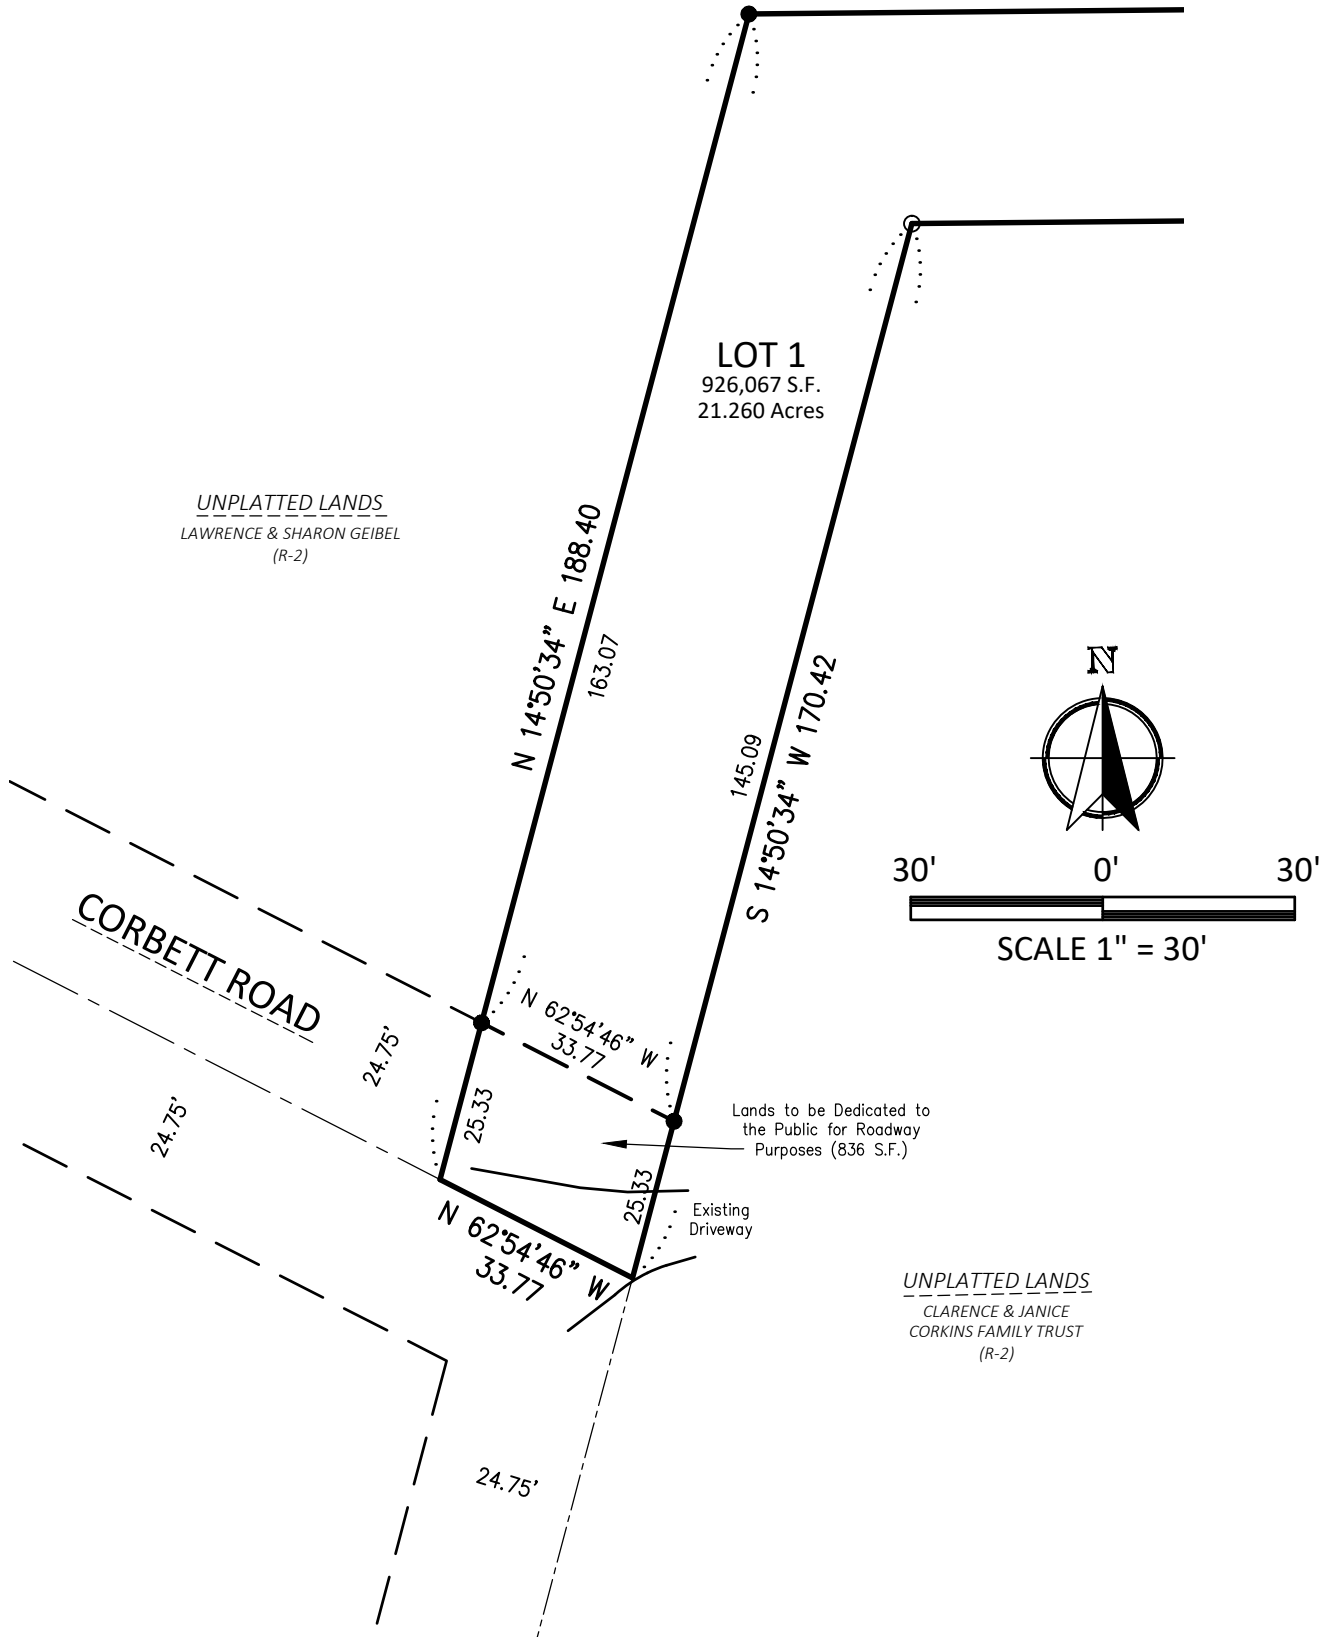 LOT 1
926,067 S.F.
21.260 Acres
UNPLATTED LANDS
LAWRENCE & SHARON GEIBEL
(R-2)
N 14°50'34" E 188.40
163.07
S 14°50'34" W 170.42
145.09
N
30' 0' 30'
SCALE 1" = 30'
CORBETT ROAD
24.75'
24.75'
N 62°54'46" W
33.77
25.33
25.33
Lands to be Dedicated to
the Public for Roadway
Purposes (836 S.F.)
Existing
Driveway
N 62°54'46" W
33.77
UNPLATTED LANDS
CLARENCE & JANICE
CORKINS FAMILY TRUST
(R-2)
24.75'